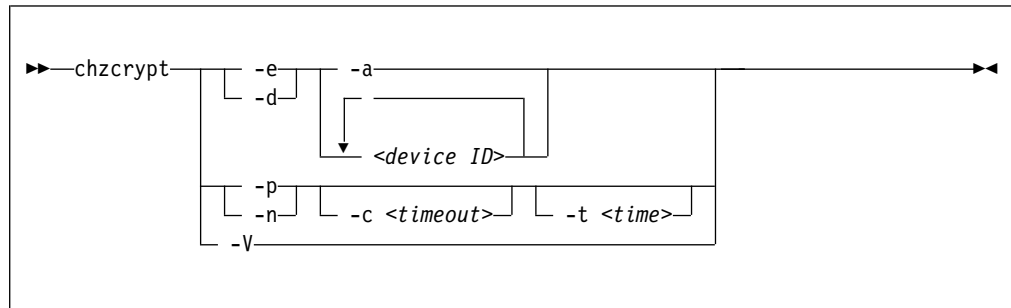 chzcrypt -e -a
-d
<device ID>
-p
-n -c <timeout> -t <time>
-V